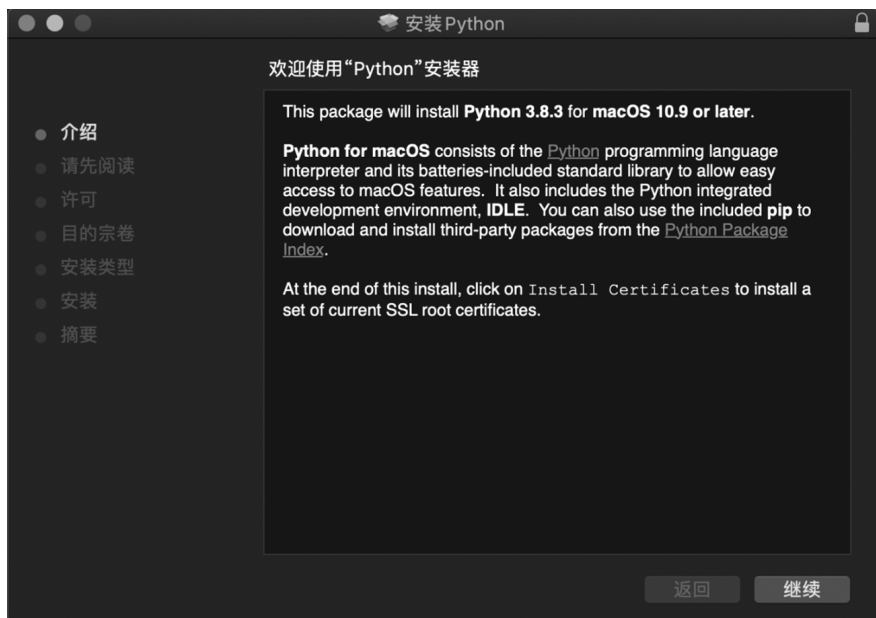 安装Python
欢迎使用“Python”安装器
介绍
请先阅读
许可
目的宗卷
安装类型
安装
摘要
This package will install Python 3.8.3 for macOS 10.9 or later.
Python for macOS consists of the Python programming language
interpreter and its batteries-included standard library to allow easy
access to macOS features.  It also includes the Python integrated
development environment, IDLE.  You can also use the included pip to
download and install third-party packages from the Python Package
Index.
At the end of this install, click on Install Certificates to install a
set of current SSL root certificates.
返回
继续